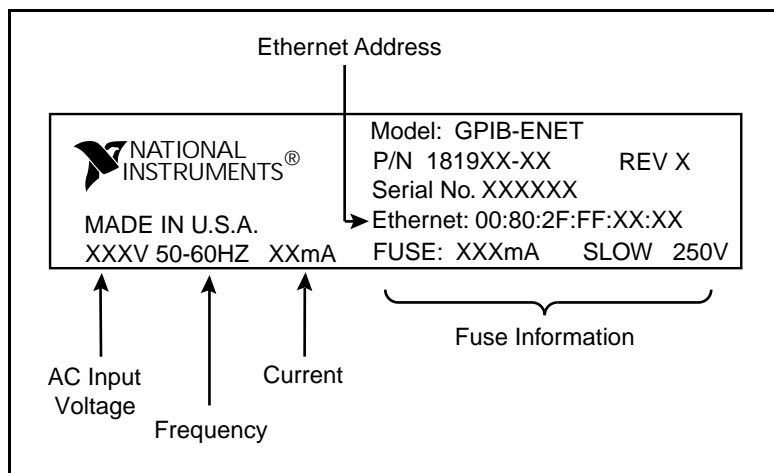 Ethernet Address
NATIONAL
INSTRUMENTS®
MADE IN U.S.A.
XXXV 50-60HZ XXmA
Model: GPIB-ENET
P/N 1819XX-XX REV X
Serial No. XXXXXX
Ethernet: 00:80:2F:FF:XX:XX
FUSE: XXXmA SLOW 250V
AC Input
Voltage
Frequency
Current
Fuse Information